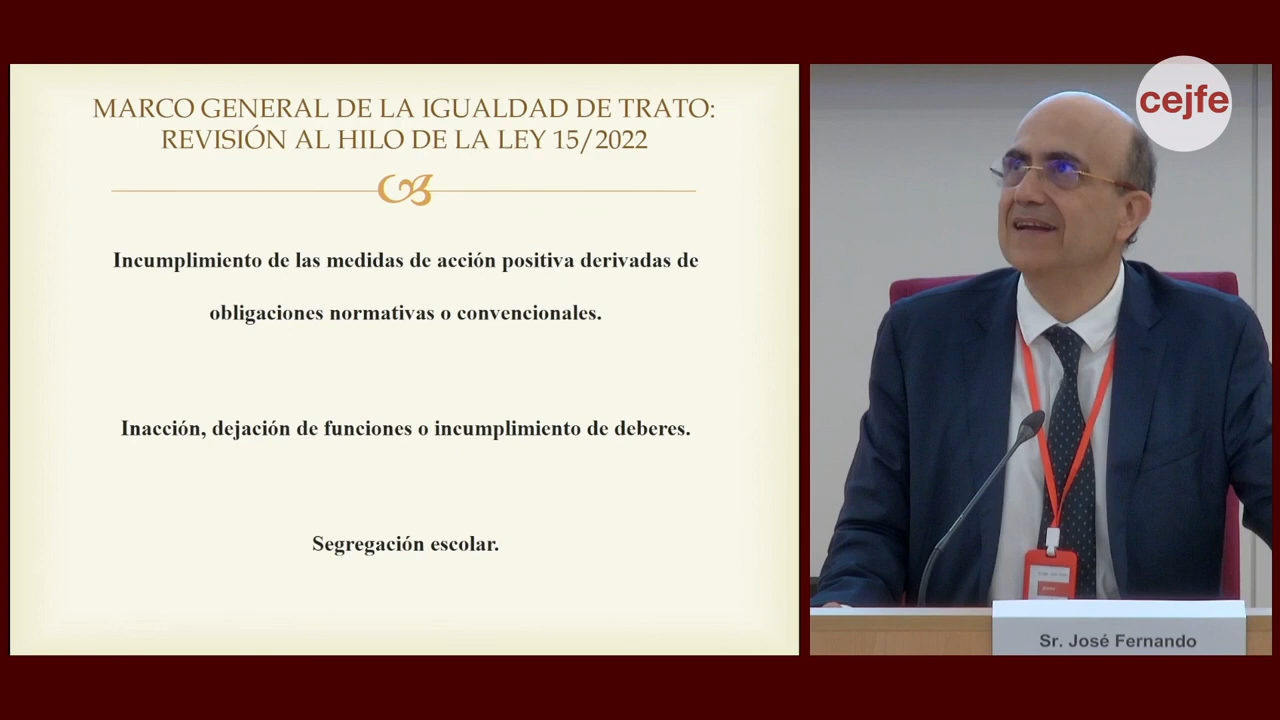 MARCO GENERAL DE LA IGUALDAD DE TRATO:
REVISIÓN AL HILO DE LA LEY 15/2022
Incumplimiento de las medidas de acción positiva derivadas de
obligaciones normativas o convencionales.
Inacción, dejación de funciones o incumplimiento de deberes.
Segregación escolar.
cejfe
Sr. José Fernando